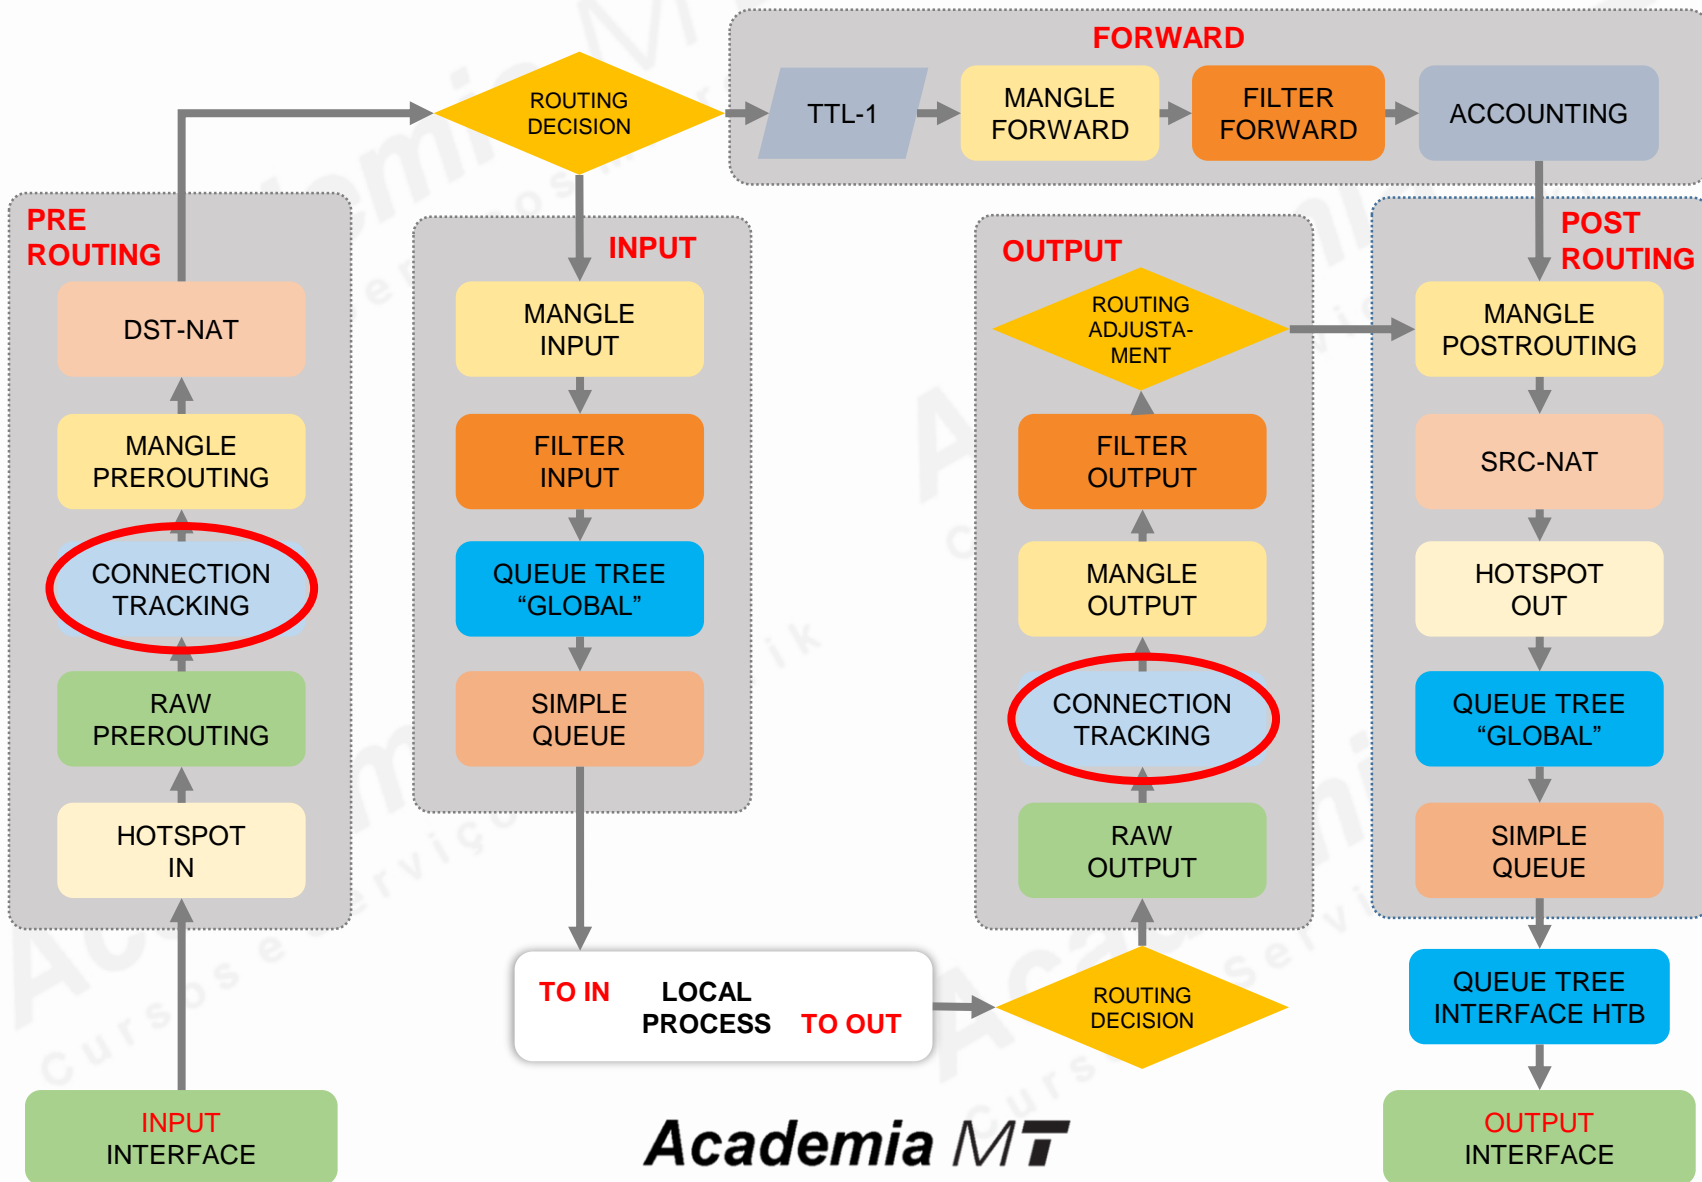 FORWARD
ROUTING
DECISION
TTL-1
MANGLE
FORWARD
FILTER
FORWARD
ACCOUNTING
PRE
ROUTING
DST-NAT
MANGLE
PREROUTING
CONNECTION
TRACKING
RAW
PREROUTING
HOTSPOT
IN
INPUT
INTERFACE
INPUT
MANGLE
INPUT
FILTER
INPUT
QUEUE TREE
“GLOBAL”
SIMPLE
QUEUE
TO IN
LOCAL
PROCESS
TO OUT
ROUTING
DECISION
OUTPUT
ROUTING
ADJUSTA-
MENT
FILTER
OUTPUT
MANGLE
OUTPUT
CONNECTION
TRACKING
RAW
OUTPUT
POST
ROUTING
MANGLE
POSTROUTING
SRC-NAT
HOTSPOT
OUT
QUEUE TREE
“GLOBAL”
SIMPLE
QUEUE
QUEUE TREE
INTERFACE HTB
OUTPUT
INTERFACE
Academia MT